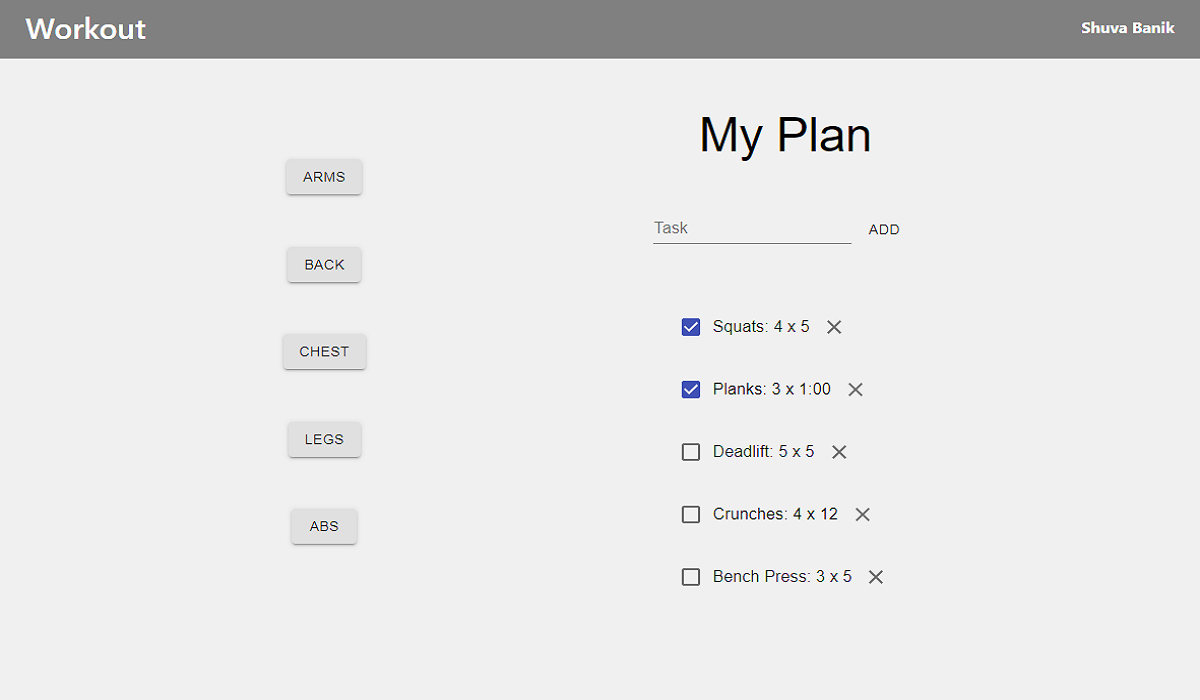 Workout
Shuva Banik
ARMS
BACK
CHEST
LEGS
ABS
My Plan
Task
ADD
Squats: 4 x 5
Planks: 3 x 1:00
Deadlift: 5 x 5
Crunches: 4 x 12
Bench Press: 3 x 5